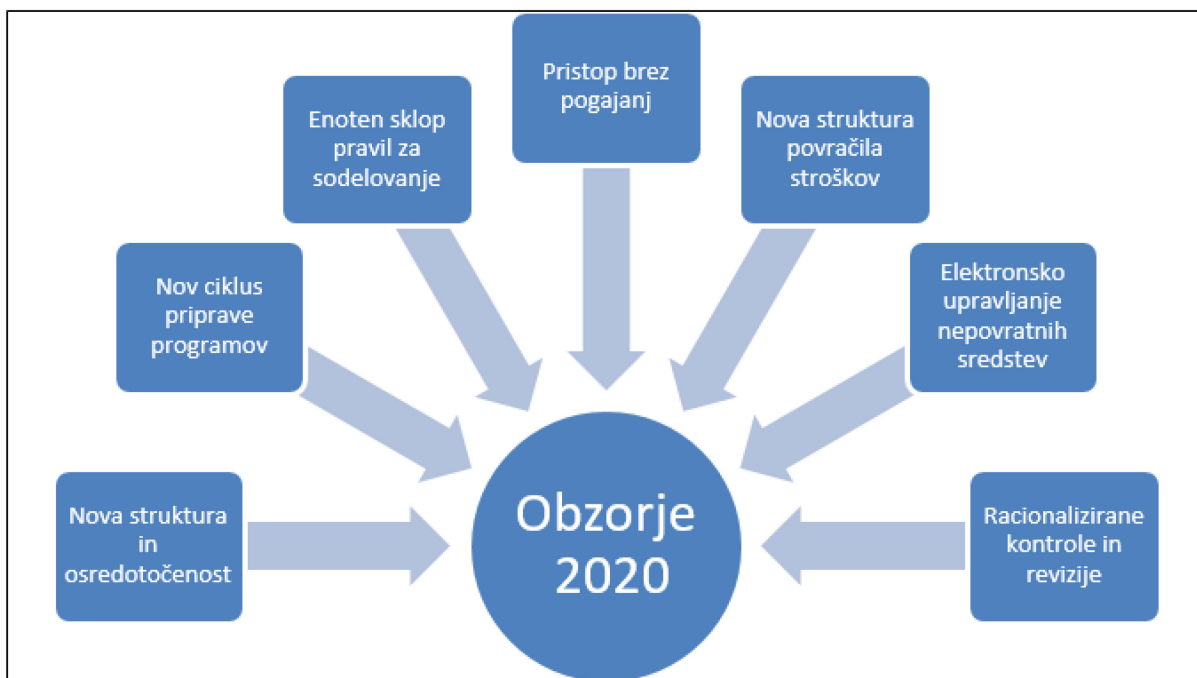 Pristop brez
pogajanj
Enoten sklop
pravil za
sodelovanje
Nova struktura
povračila
stroškov
Nov ciklus
priprave
programov
Elektronsko
upravljanje
nepovratnih
sredstev
Nova struktura
in
osredotočenost
Obzorje
2020
Racionalizirane
kontrole in
revizije